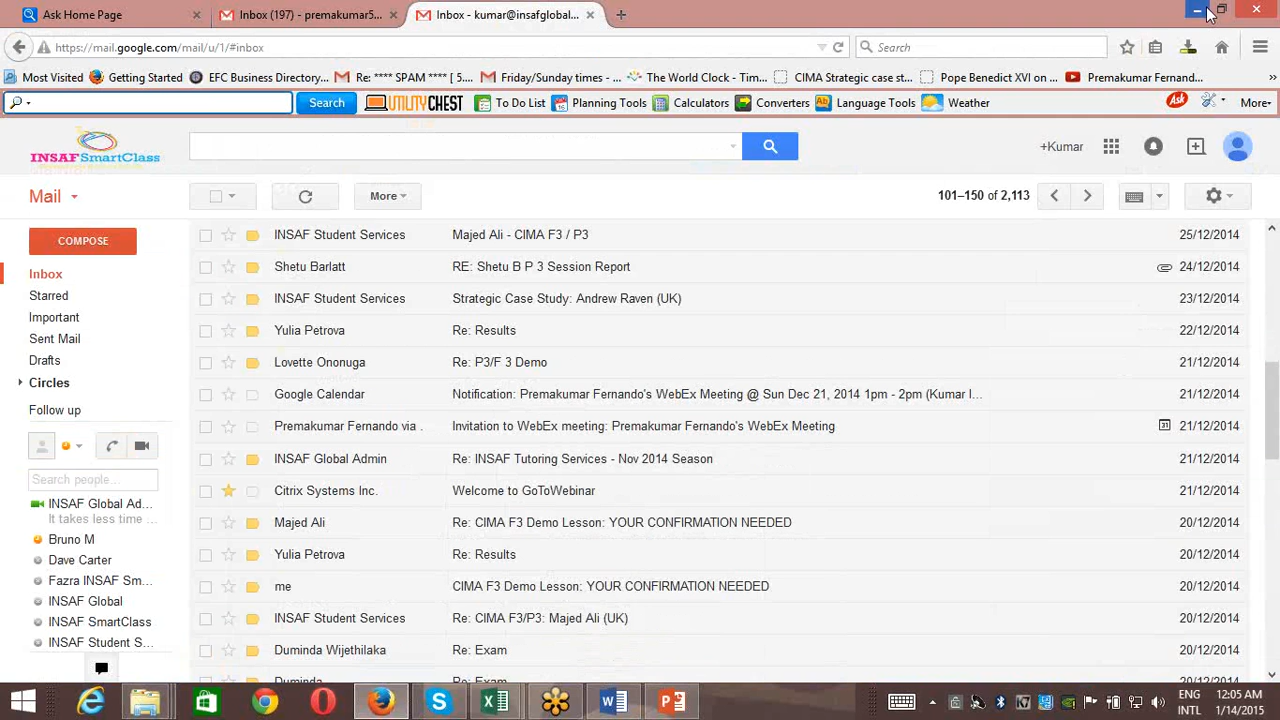 Ask Home Page
Inbox (197) - premakumar5...
Inbox - kumar@insafglobal...
https://mail.google.com/mail/u/1/#inbox
Search
Most Visited
Getting Started
EFC Business Directory...
Re: **** SPAM **** [ 5....
Friday/Sunday times - ...
The World Clock - Tim...
CIMA Strategic case st...
Pope Benedict XVI on ...
Premakumar Fernand...
Search
UTILITYCHEST
To Do List
Planning Tools
Calculators
Converters
Language Tools
Weather
Ask
More
INSAFSmartClass
+Kumar
Mail
More
101–150 of 2,113
COMPOSE
Inbox
Starred
Important
Sent Mail
Drafts
Circles
Follow up
Search people...
INSAF Global Ad...
It takes less time ...
Bruno M
Dave Carter
Fazra INSAF Sm...
INSAF Global
INSAF SmartClass
INSAF Student S...
INSAF Student Services Majed Ali - CIMA F3 / P3 25/12/2014
Shetu Barlatt RE: Shetu B P 3 Session Report 24/12/2014
INSAF Student Services Strategic Case Study: Andrew Raven (UK) 23/12/2014
Yulia Petrova Re: Results 22/12/2014
Lovette Ononuga Re: P3/F 3 Demo 21/12/2014
Google Calendar Notification: Premakumar Fernando's WebEx Meeting @ Sun Dec 21, 2014 1pm - 2pm (Kumar I... 21/12/2014
Premakumar Fernando via . Invitation to WebEx meeting: Premakumar Fernando's WebEx Meeting 31 21/12/2014
INSAF Global Admin Re: INSAF Tutoring Services - Nov 2014 Season 21/12/2014
Citrix Systems Inc. Welcome to GoToWebinar 21/12/2014
Majed Ali Re: CIMA F3 Demo Lesson: YOUR CONFIRMATION NEEDED 20/12/2014
Yulia Petrova Re: Results 20/12/2014
me CIMA F3 Demo Lesson: YOUR CONFIRMATION NEEDED 20/12/2014
INSAF Student Services Re: CIMA F3/P3: Majed Ali (UK) 20/12/2014
Duminda Wijethilaka Re: Exam 20/12/2014
Duminda Re: Exam 20/12/2014
ENG
INTL
12:05 AM
1/14/2015